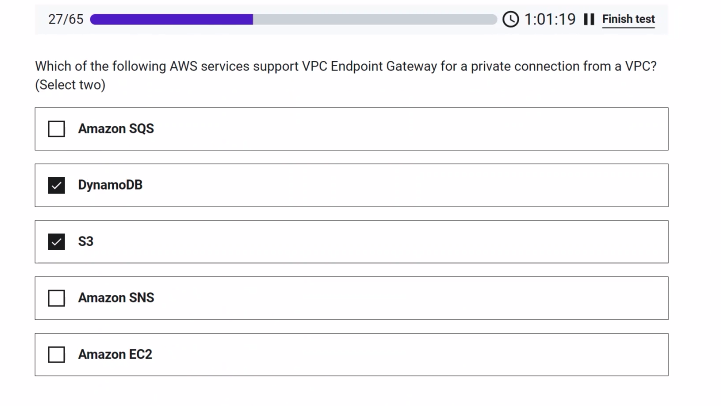 27/65 1:01:19 Finish test
Which of the following AWS services support VPC Endpoint Gateway for a private connection from a VPC?
(Select two)
Amazon SQS
DynamoDB
S3
Amazon SNS
Amazon EC2